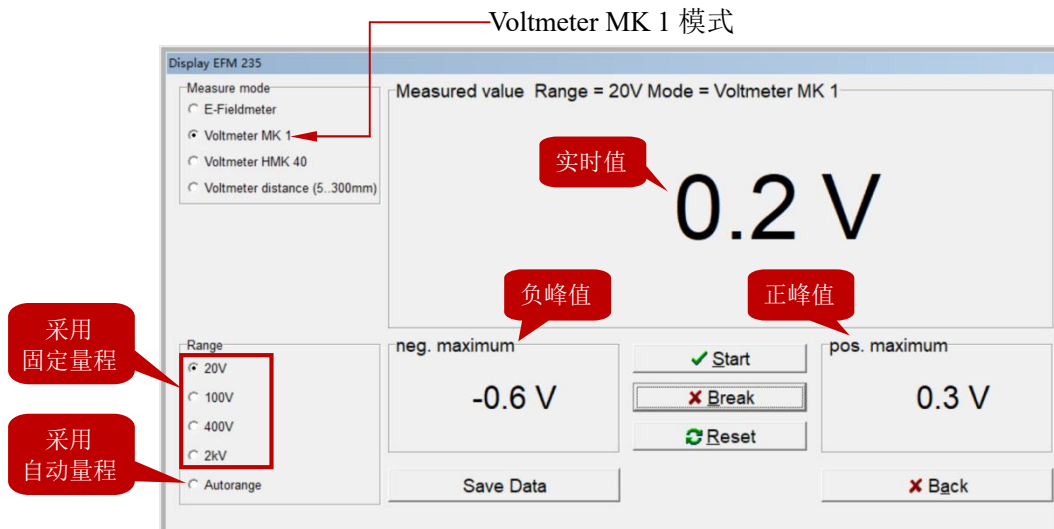 Voltmeter MK 1 模式
Display EFM 235
Measure mode
E-Fieldmeter
Voltmeter MK 1
Voltmeter HMK 40
Voltmeter distance (5..300mm)
Measured value Range = 20V Mode = Voltmeter MK 1
实时值
0.2 V
负峰值
正峰值
采用
固定量程
Range
20V
100V
400V
2kV
Autorange
采用
自动量程
neg. maximum
-0.6 V
Start
Break
Reset
pos. maximum
0.3 V
Save Data
Back